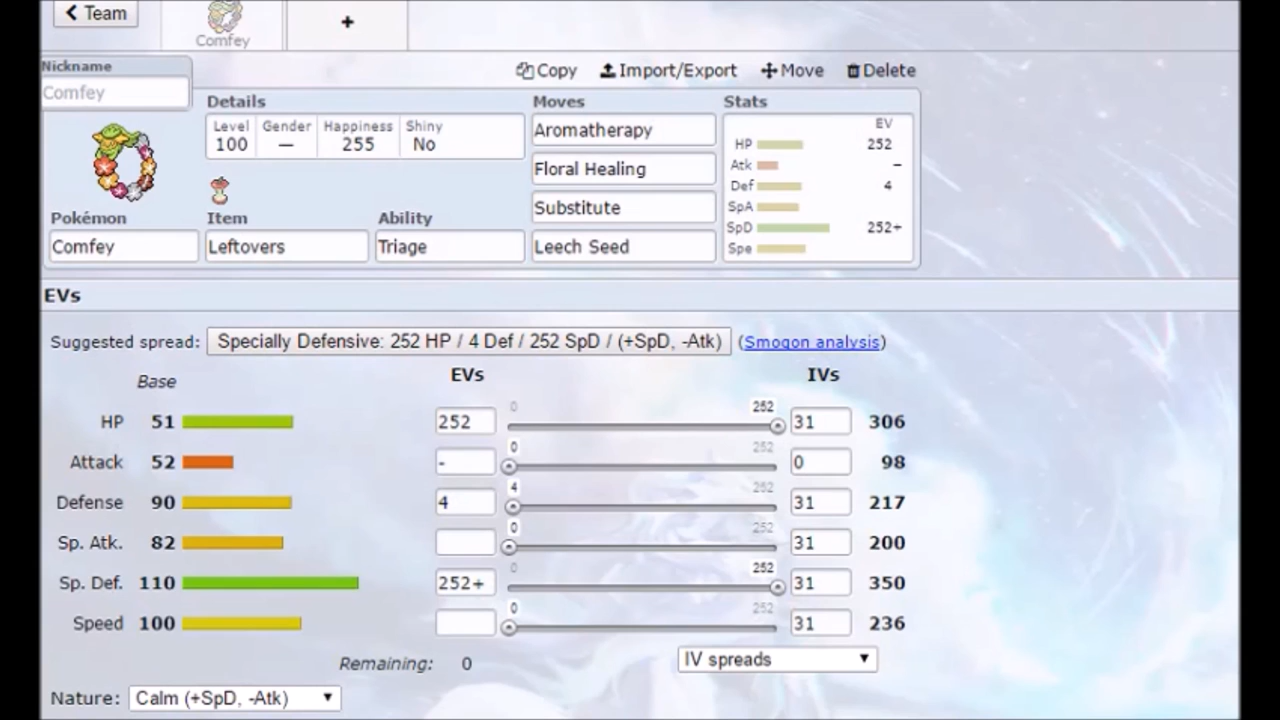 Team
Comfey
+
Nickname
Comfey
Copy Import/Export Move Delete
Details Moves Stats
Level Gender Happiness Shiny
100 — 255 No
Aromatherapy
Floral Healing
Substitute
Leech Seed
EV
HP 252
Atk –
Def 4
SpA
SpD 252+
Spe
Pokémon Item Ability
Comfey Leftovers Triage
EVs
Suggested spread: Specially Defensive: 252 HP / 4 Def / 252 SpD / (+SpD, -Atk) (Smogon analysis)
Base EVs IVs
HP 51 252 0 252 31 306
Attack 52 - 0 252 0 98
Defense 90 4 4 252 31 217
Sp. Atk. 82 0 252 31 200
Sp. Def. 110 252+ 0 252 31 350
Speed 100 0 252 31 236
Remaining: 0 IV spreads
Nature: Calm (+SpD, -Atk)